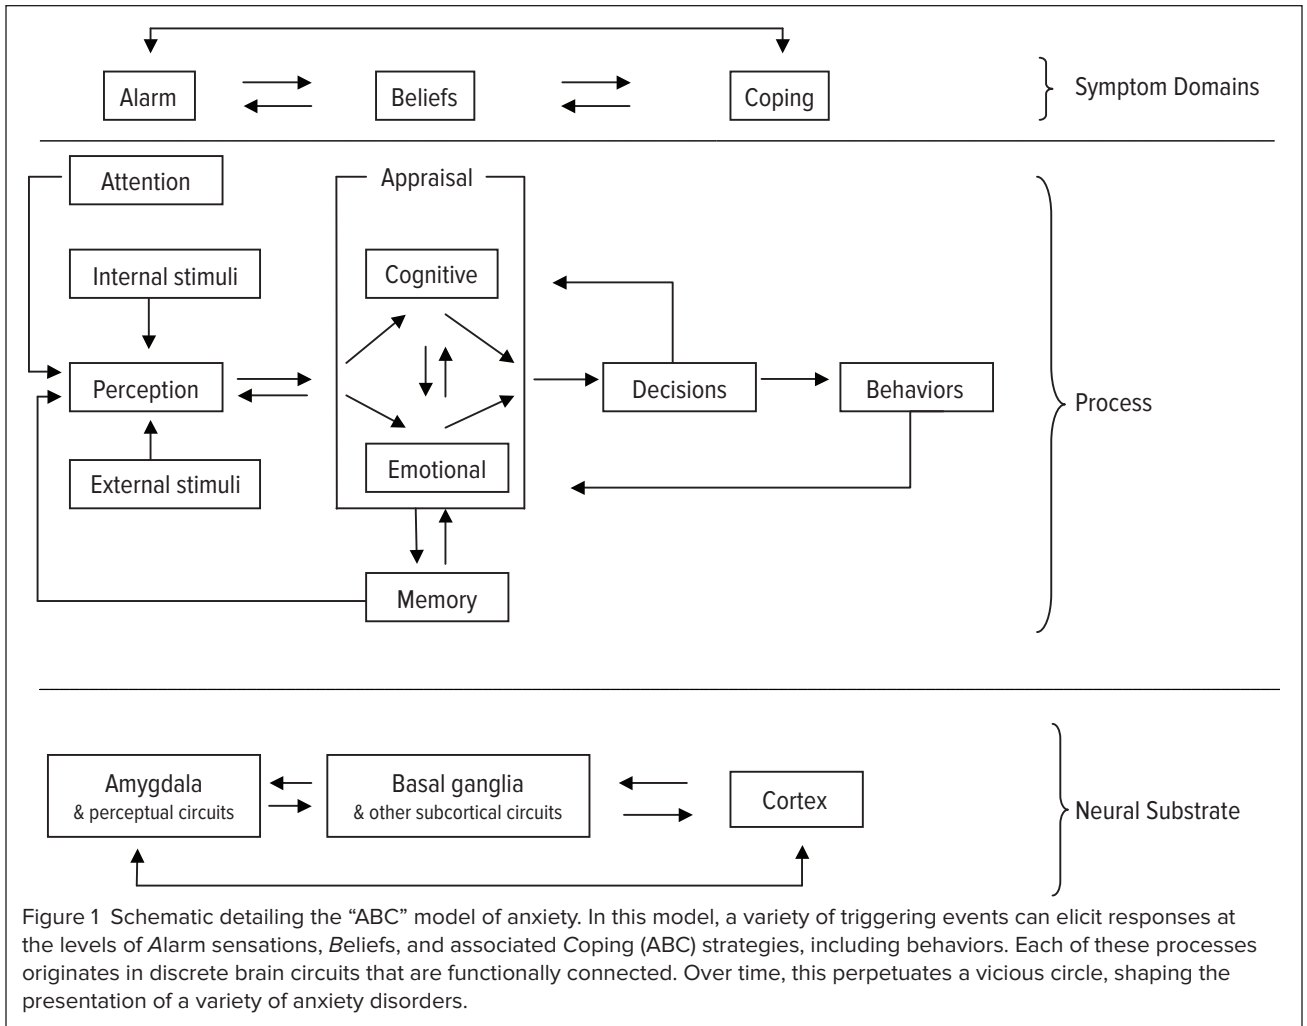 Alarm
Beliefs
Coping
Symptom Domains
Attention
Appraisal
Internal stimuli
Cognitive
Perception
Decisions
Behaviors
Process
External stimuli
Emotional
Memory
Amygdala
& perceptual circuits
Basal ganglia
& other subcortical circuits
Cortex
Neural Substrate
Figure 1 Schematic detailing the “ABC” model of anxiety. In this model, a variety of triggering events can elicit responses at
the levels of Alarm sensations, Beliefs, and associated Coping (ABC) strategies, including behaviors. Each of these processes
originates in discrete brain circuits that are functionally connected. Over time, this perpetuates a vicious circle, shaping the
presentation of a variety of anxiety disorders.